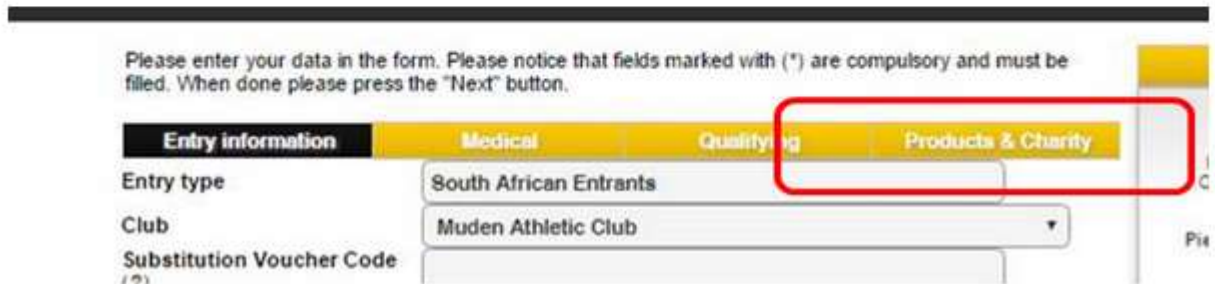 Please enter your data in the form. Please notice that fields marked with (*) are compulsory and must be
filled. When done please press the "Next" button.
Entry information Medical Qualifying Products & Charity
Entry type South African Entrants
Club Muden Athletic Club
Substitution Voucher Code
(?)